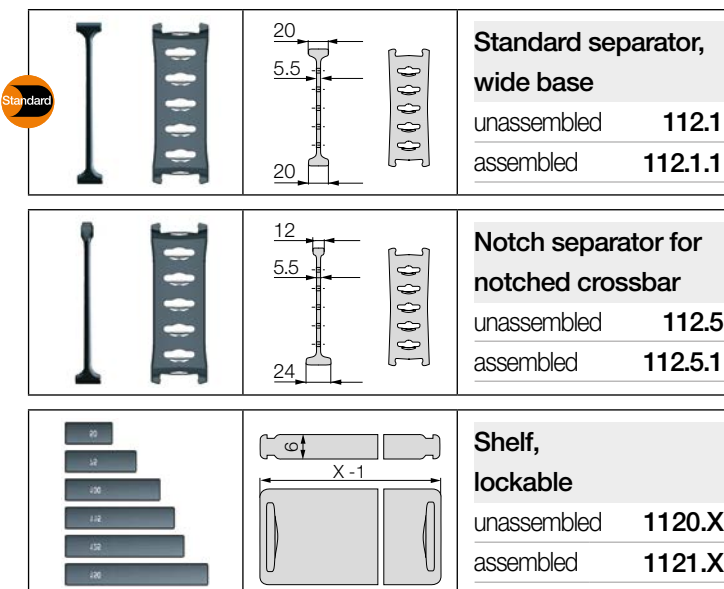 Standard
20
5.5
20
Standard separator,
wide base
unassembled 112.1
assembled 112.1.1
12
5.5
24
Notch separator for
notched crossbar
unassembled 112.5
assembled 112.5.1
100
6
X -1
Shelf,
lockable
unassembled 1120.X
assembled 1121.X